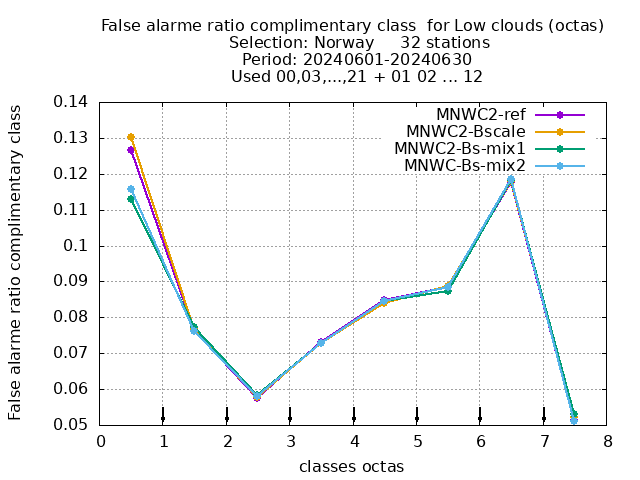 False alarme ratio complimentary class  for Low clouds (octas)
Selection: Norway     32 stations
Period: 20240601-20240630
Used 00,03,...,21 + 01 02 ... 12
MNWC2-ref
MNWC2-Bscale
MNWC2-Bs-mix1
MNWC-Bs-mix2
False alarme ratio complimentary class
0.14
0.13
0.12
0.11
0.1
0.09
0.08
0.07
0.06
0.05
0 1 2 3 4 5 6 7 8
classes octas